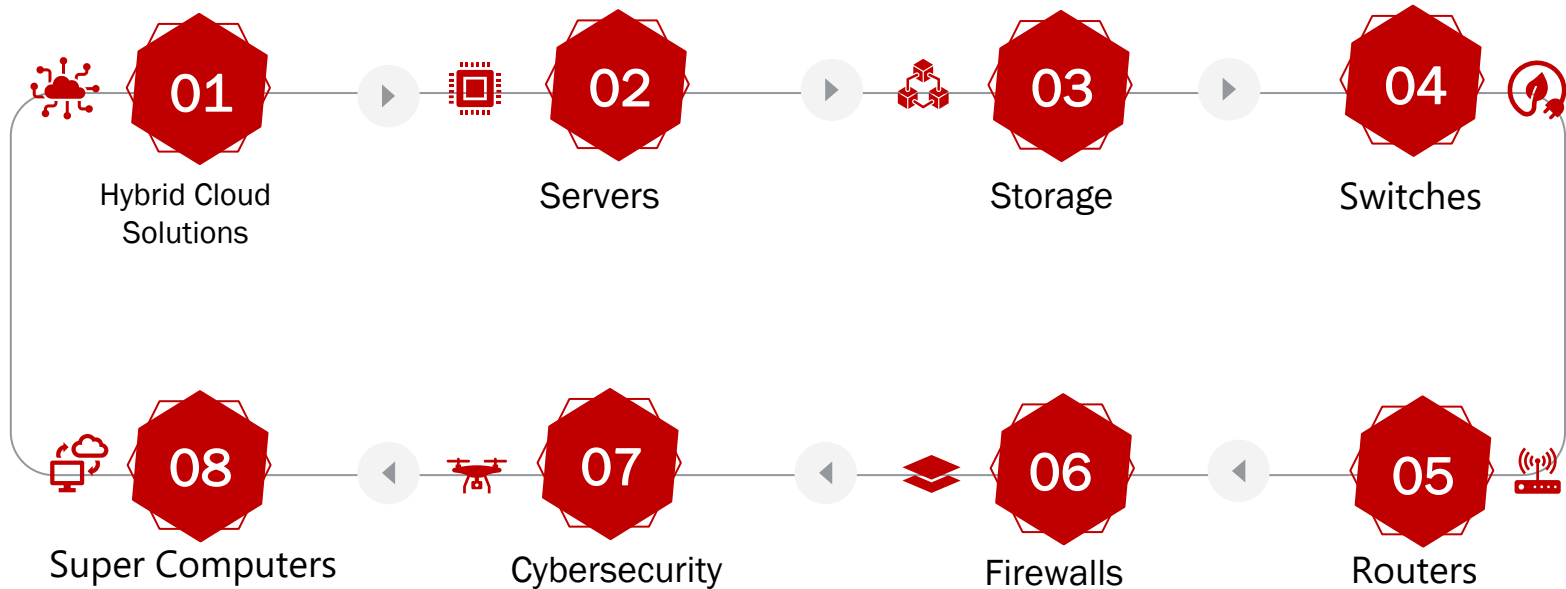 01
Hybrid Cloud
Solutions
02
Servers
03
Storage
04
Switches
05
Routers
06
Firewalls
07
Cybersecurity
08
Super Computers